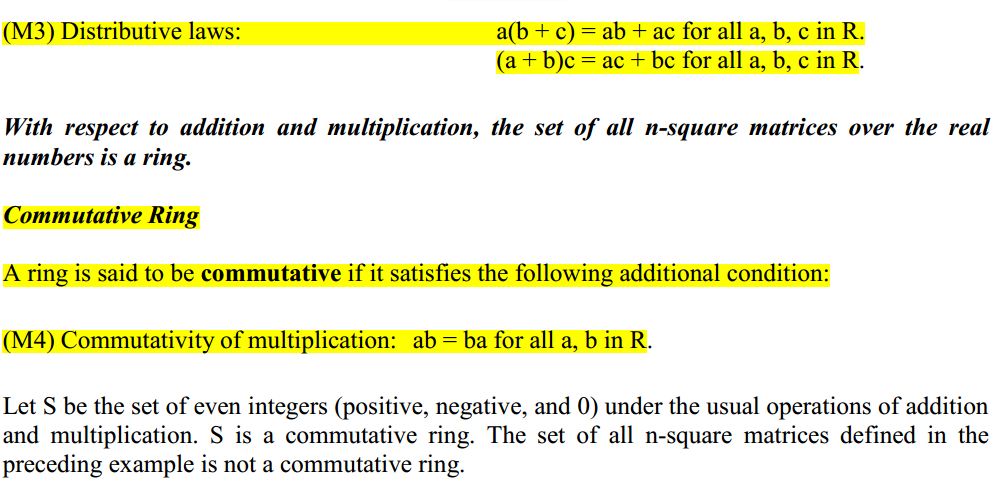 (M3) Distributive laws: a(b + c) = ab + ac for all a, b, c in R.
(a + b)c = ac + bc for all a, b, c in R.
With respect to addition and multiplication, the set of all n-square matrices over the real
numbers is a ring.
Commutative Ring
A ring is said to be commutative if it satisfies the following additional condition:
(M4) Commutativity of multiplication: ab = ba for all a, b in R.
Let S be the set of even integers (positive, negative, and 0) under the usual operations of addition
and multiplication. S is a commutative ring. The set of all n-square matrices defined in the
preceding example is not a commutative ring.